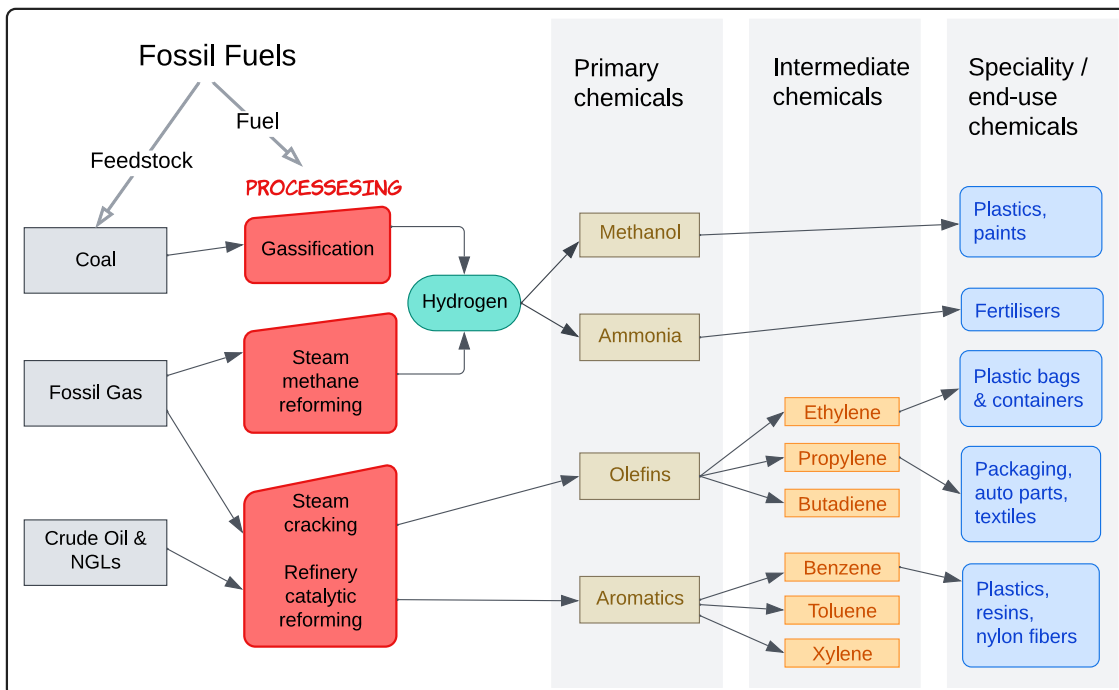 Fossil Fuels
Fuel
Feedstock
PROCESSESING
Primary
chemicals
Intermediate
chemicals
Speciality /
end-use
chemicals
Coal
Gassification
Hydrogen
Methanol
Plastics,
paints
Fossil Gas
Steam
methane
reforming
Ammonia
Fertilisers
Crude Oil &
NGLs
Steam
cracking
Refinery
catalytic
reforming
Olefins
Ethylene
Propylene
Butadiene
Plastic bags
& containers
Packaging,
auto parts,
textiles
Aromatics
Benzene
Toluene
Xylene
Plastics,
resins,
nylon fibers